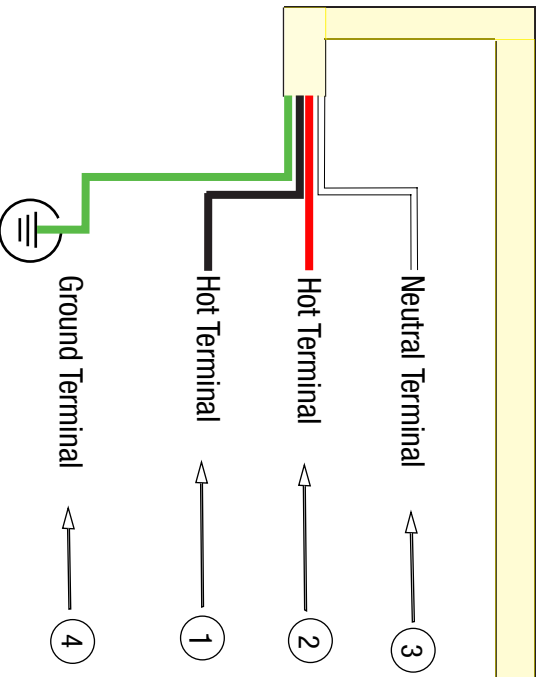 Neutral Terminal 3
Hot Terminal 2
Hot Terminal 1
Ground Terminal 4